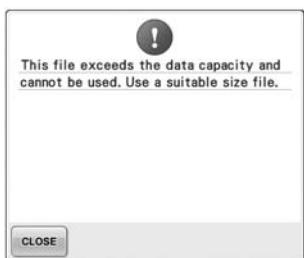 This file exceeds the data capacity and
cannot be used. Use a suitable size file.
CLOSE